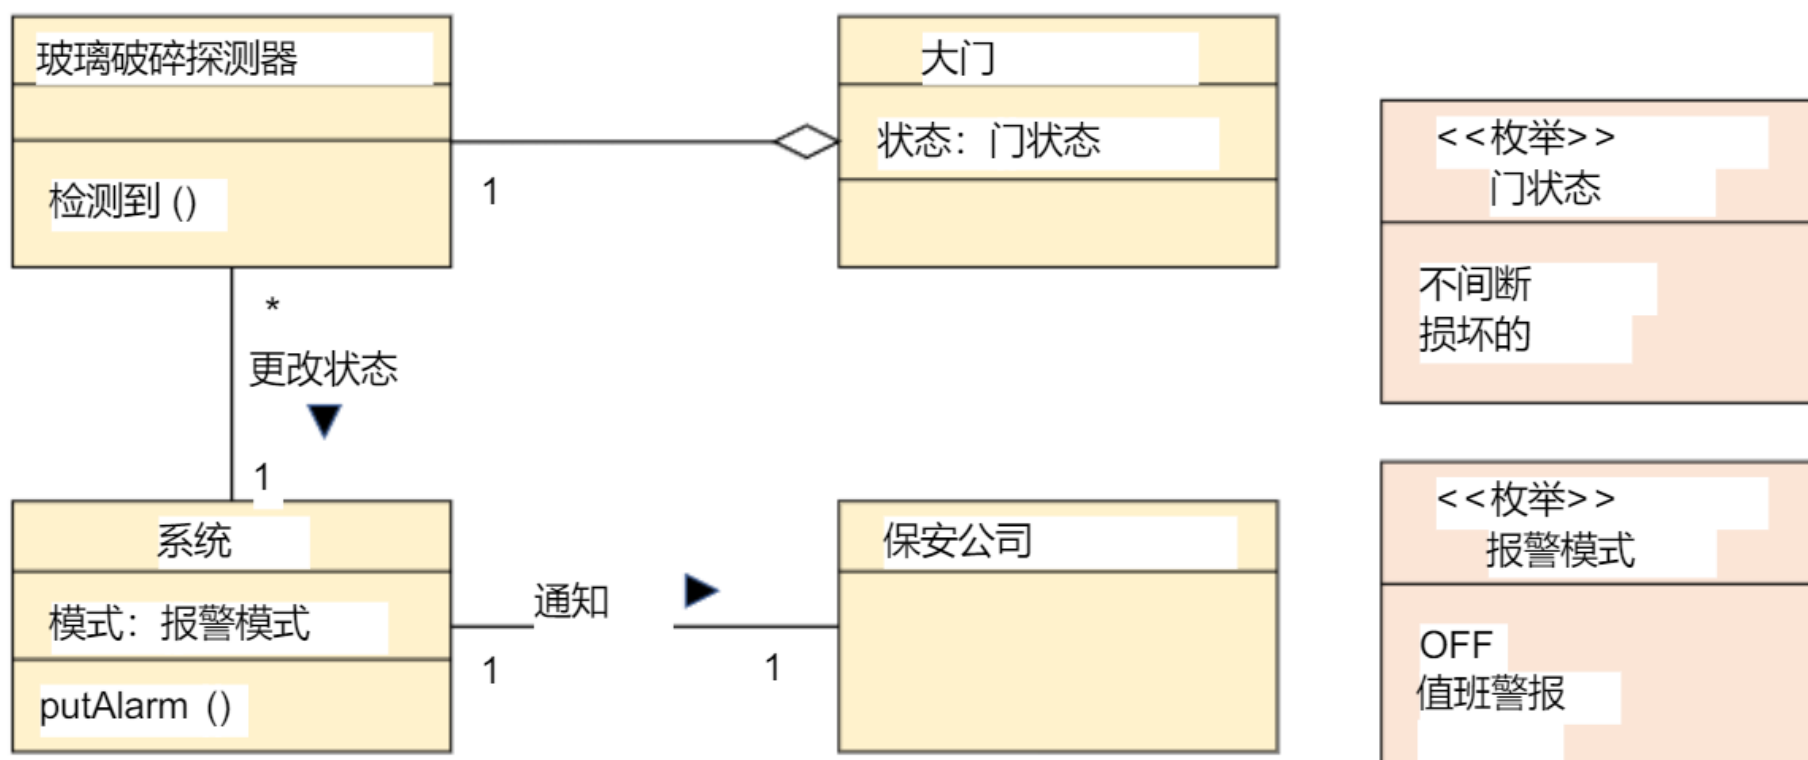 玻璃破碎探测器
检测到 ()
1
大门
状态：门状态
<<枚举>>
门状态
不间断
损坏的
*
更改状态
1
系统
模式：报警模式
putAlarm ()
通知
1
1
保安公司
<<枚举>>
报警模式
OFF
值班警报